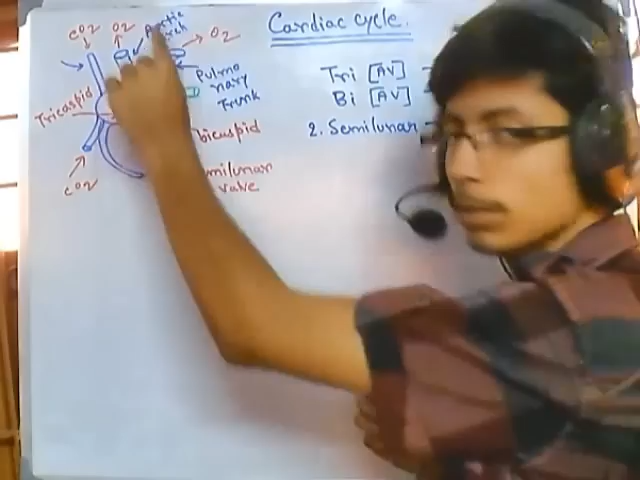 Cardiac cycle.
CO2 O2 Aortic
Arch O2
Pulmo
nary
Trunk
Tricuspid
bicuspid
CO2
valve
Tri [AV]
Bi [AV]
2. Semilunar